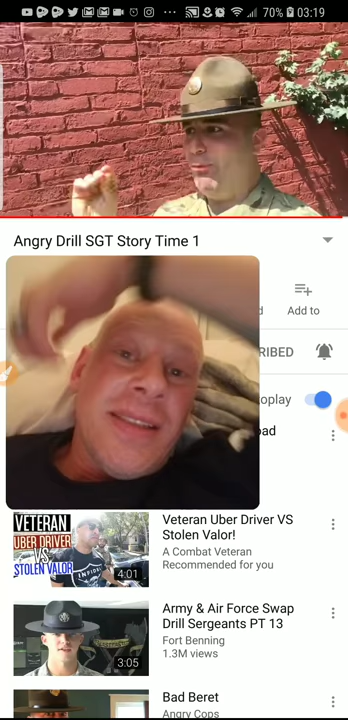 70% 03:19
Angry Drill SGT Story Time 1
d
Add to
RIBED
oplay
oad
VETERAN
UBER DRIVER
VS
STOLEN VALOR!
4:01
Veteran Uber Driver VS
Stolen Valor!
A Combat Veteran
Recommended for you
3:05
Army & Air Force Swap
Drill Sergeants PT 13
Fort Benning
1.3M views
Bad Beret
Angry Cops